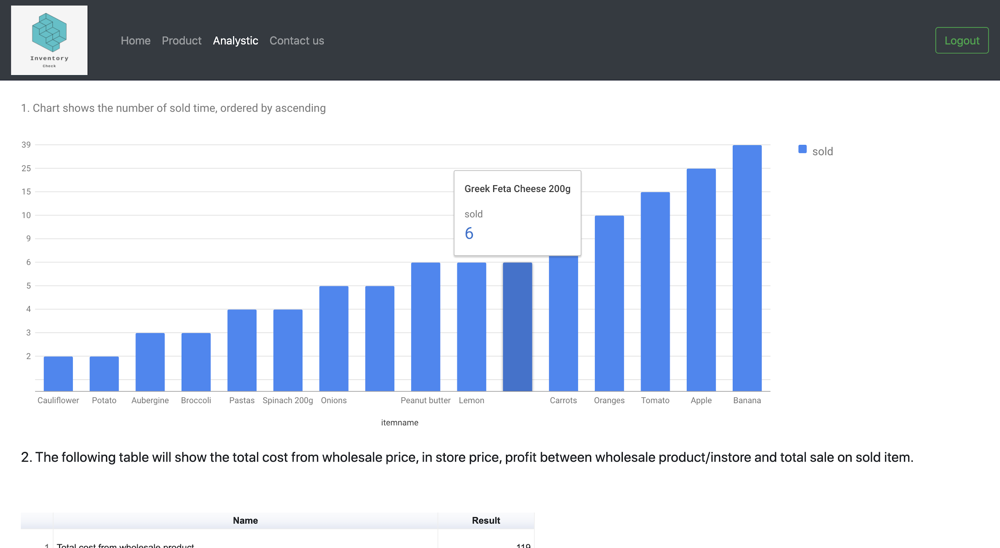 Inventory
Check
Home Product Analystic Contact us
Logout
1. Chart shows the number of sold time, ordered by ascending
39
25
15
10
9
6
5
4
3
2
sold
Greek Feta Cheese 200g
sold
6
Cauliflower Potato Aubergine Broccoli Pastas Spinach 200g Onions Peanut butter Lemon Carrots Oranges Tomato Apple Banana
itemname
2. The following table will show the total cost from wholesale price, in store price, profit between wholesale product/instore and total sale on sold item.
Name Result
1 Total cost from wholesale product 119